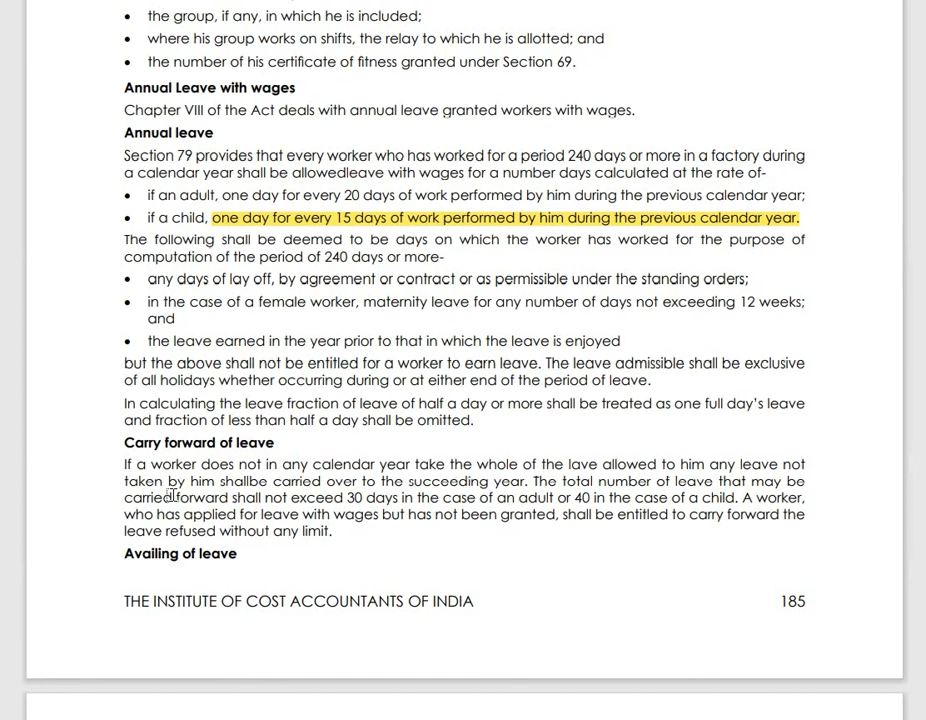 • the group, if any, in which he is included;
• where his group works on shifts, the relay to which he is allotted; and
• the number of his certificate of fitness granted under Section 69.
Annual Leave with wages
Chapter VIII of the Act deals with annual leave granted workers with wages.
Annual leave
Section 79 provides that every worker who has worked for a period 240 days or more in a factory during
a calendar year shall be allowedleave with wages for a number days calculated at the rate of-
• if an adult, one day for every 20 days of work performed by him during the previous calendar year;
• if a child, one day for every 15 days of work performed by him during the previous calendar year.
The following shall be deemed to be days on which the worker has worked for the purpose of
computation of the period of 240 days or more-
• any days of lay off, by agreement or contract or as permissible under the standing orders;
• in the case of a female worker, maternity leave for any number of days not exceeding 12 weeks;
and
• the leave earned in the year prior to that in which the leave is enjoyed
but the above shall not be entitled for a worker to earn leave. The leave admissible shall be exclusive
of all holidays whether occurring during or at either end of the period of leave.
In calculating the leave fraction of leave of half a day or more shall be treated as one full day's leave
and fraction of less than half a day shall be omitted.
Carry forward of leave
If a worker does not in any calendar year take the whole of the lave allowed to him any leave not
taken by him shallbe carried over to the succeeding year. The total number of leave that may be
carried forward shall not exceed 30 days in the case of an adult or 40 in the case of a child. A worker,
who has applied for leave with wages but has not been granted, shall be entitled to carry forward the
leave refused without any limit.
Availing of leave
THE INSTITUTE OF COST ACCOUNTANTS OF INDIA 185